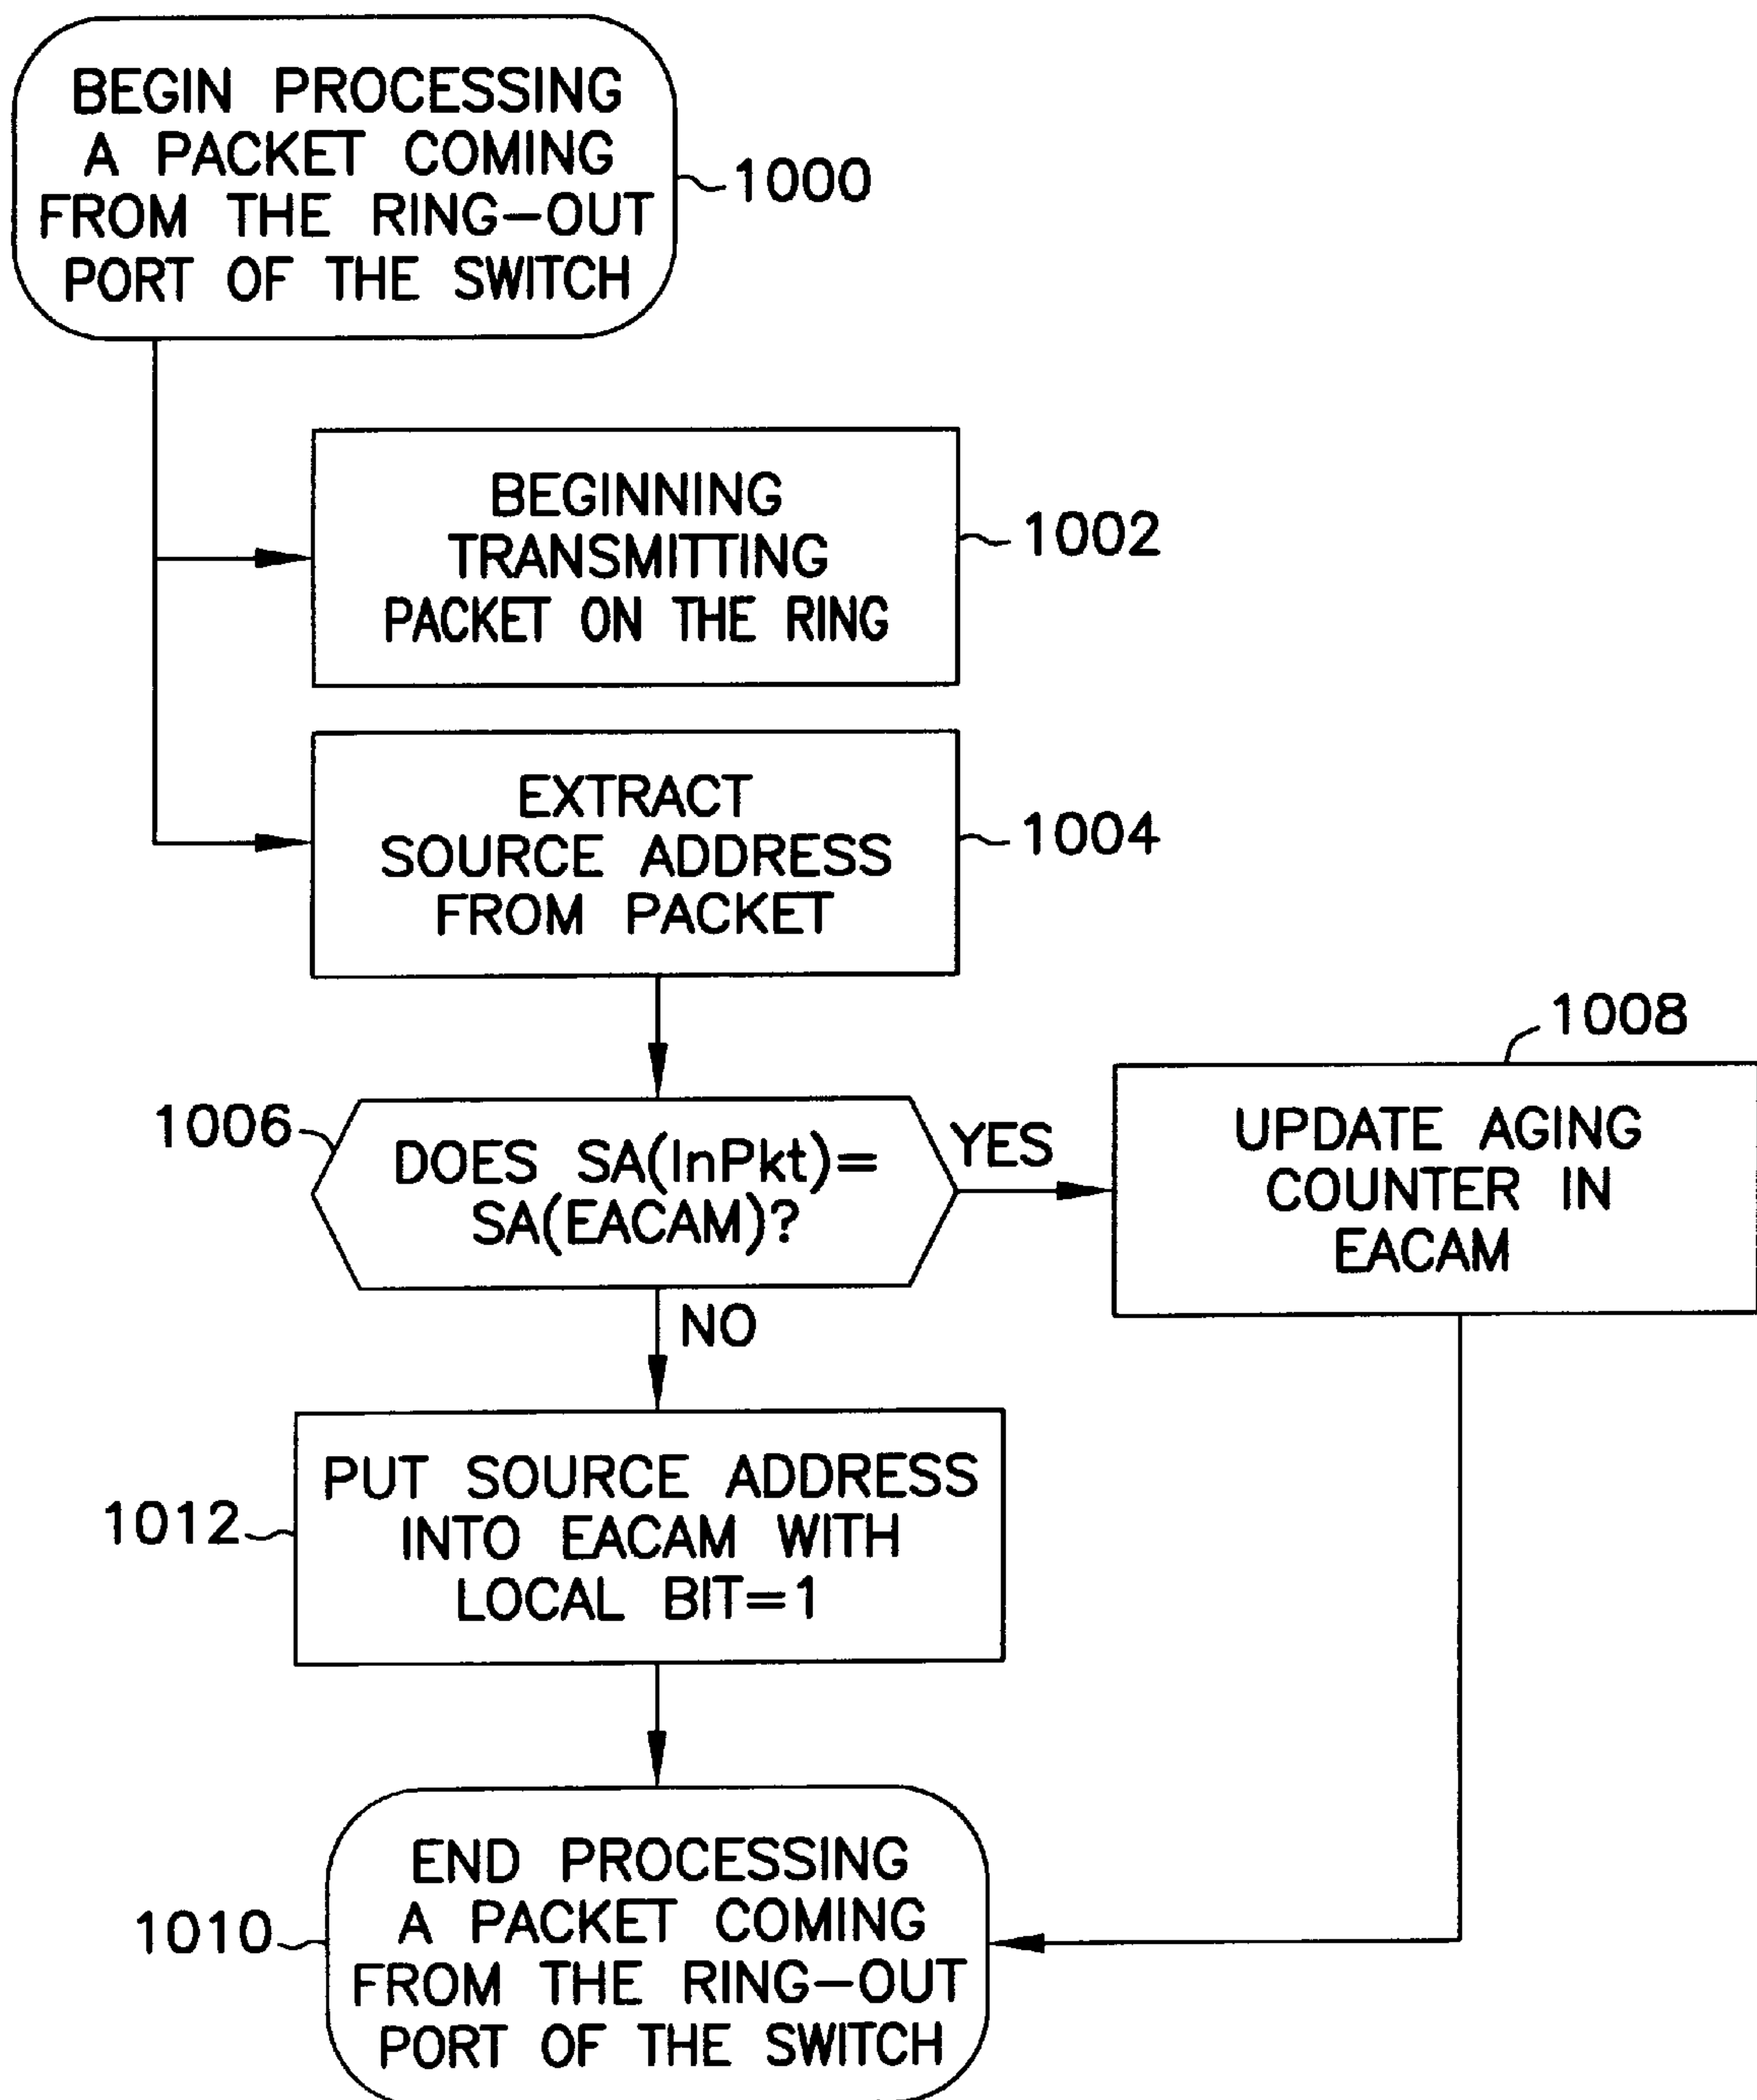 BEGIN PROCESSING
A PACKET COMING
FROM THE RING-OUT
PORT OF THE SWITCH
1000
BEGINNING
TRANSMITTING
PACKET ON THE RING
1002
EXTRACT
SOURCE ADDRESS
FROM PACKET
1004
1006
DOES SA(InPkt)=
SA(EACAM)?
YES
1008
UPDATE AGING
COUNTER IN
EACAM
NO
1012
PUT SOURCE ADDRESS
INTO EACAM WITH
LOCAL BIT=1
1010
END PROCESSING
A PACKET COMING
FROM THE RING-OUT
PORT OF THE SWITCH